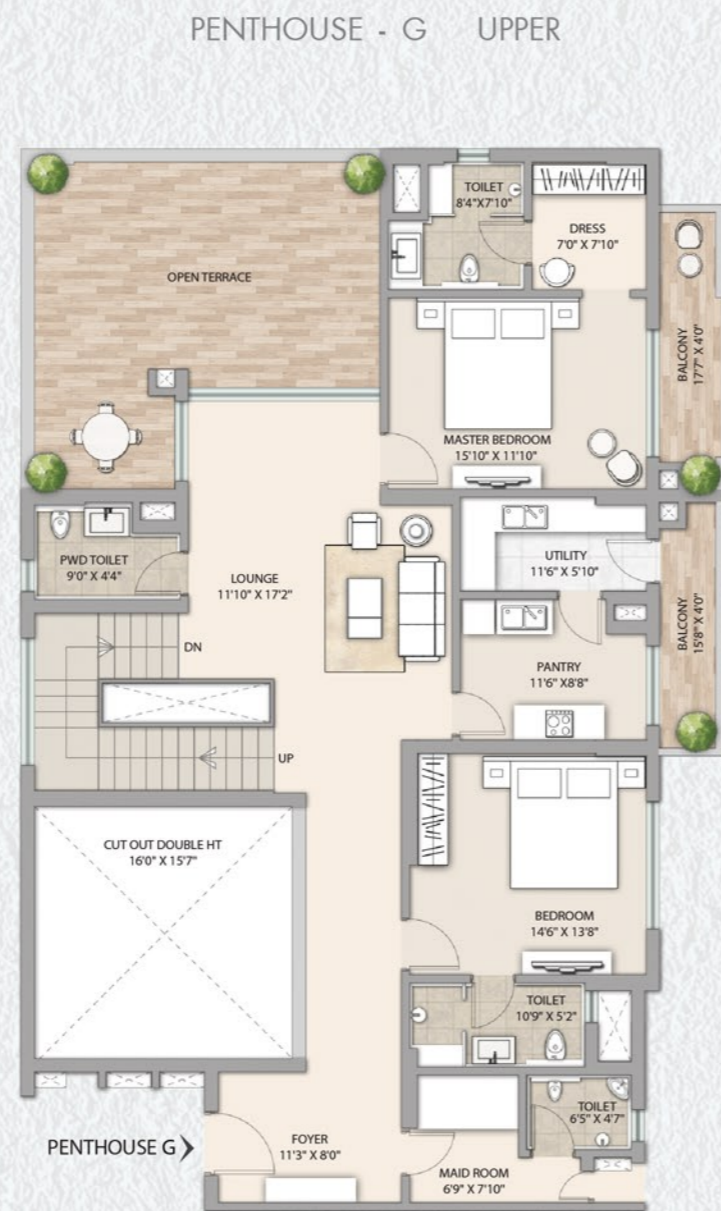 PENTHOUSE - G UPPER
TOILET
8'4"X7'10"
DRESS
7'0" X 7'10"
OPEN TERRACE
BALCONY
17'7" X 4'0"
MASTER BEDROOM
15'10" X 11'10"
PWD TOILET
9'0" X 4'4"
LOUNGE
11'10" X 17'2"
UTILITY
11'6" X 5'10"
BALCONY
15'8" X 4'0"
DN
PANTRY
11'6" X8'8"
UP
CUT OUT DOUBLE HT
16'0" X 15'7"
BEDROOM
14'6" X 13'8"
TOILET
10'9" X 5'2"
TOILET
6'5" X 4'7"
PENTHOUSE G
FOYER
11'3" X 8'0"
MAID ROOM
6'9" X 7'10"